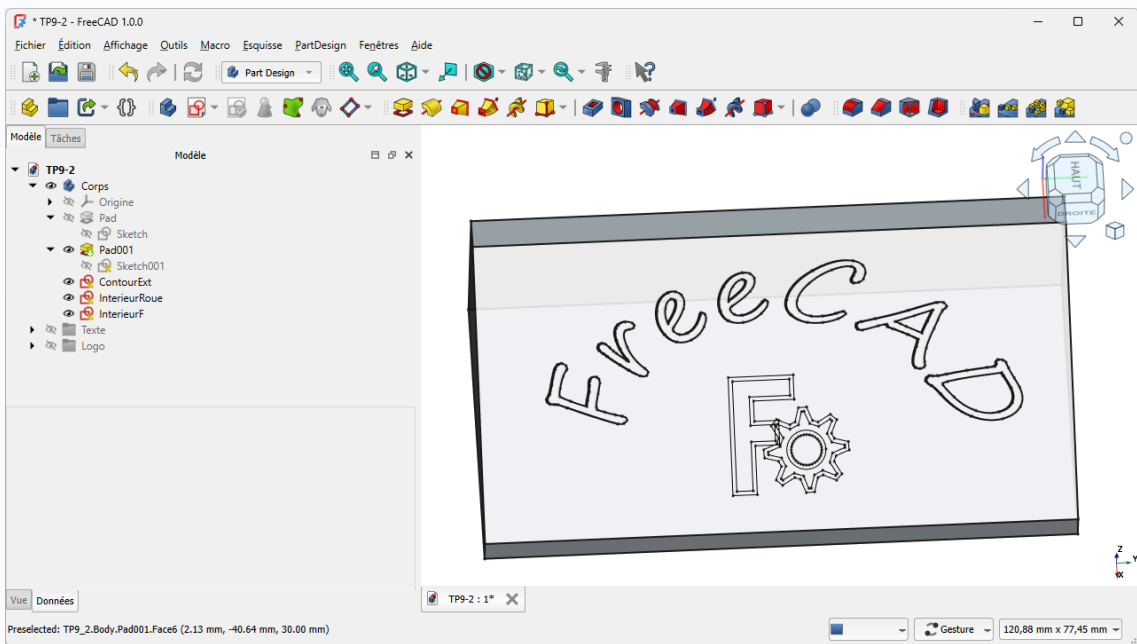 * TP9-2 - FreeCAD 1.0.0
Fichier Édition Affichage Outils Macro Esquisse PartDesign Fenêtres Aide
Part Design
Modèle Tâches
Modèle
TP9-2
Corps
Origine
Pad
Sketch
Pad001
Sketch001
ContourExt
InterieurRoue
InterieurF
Texte
Logo
HAUT
DROITE
FreeCAD
F
Z
Y
X
Vue Données
TP9-2 : 1*
Preselected: TP9_2.Body.Pad001.Face6 (2.13 mm, -40.64 mm, 30.00 mm)
Gesture
120,88 mm x 77,45 mm